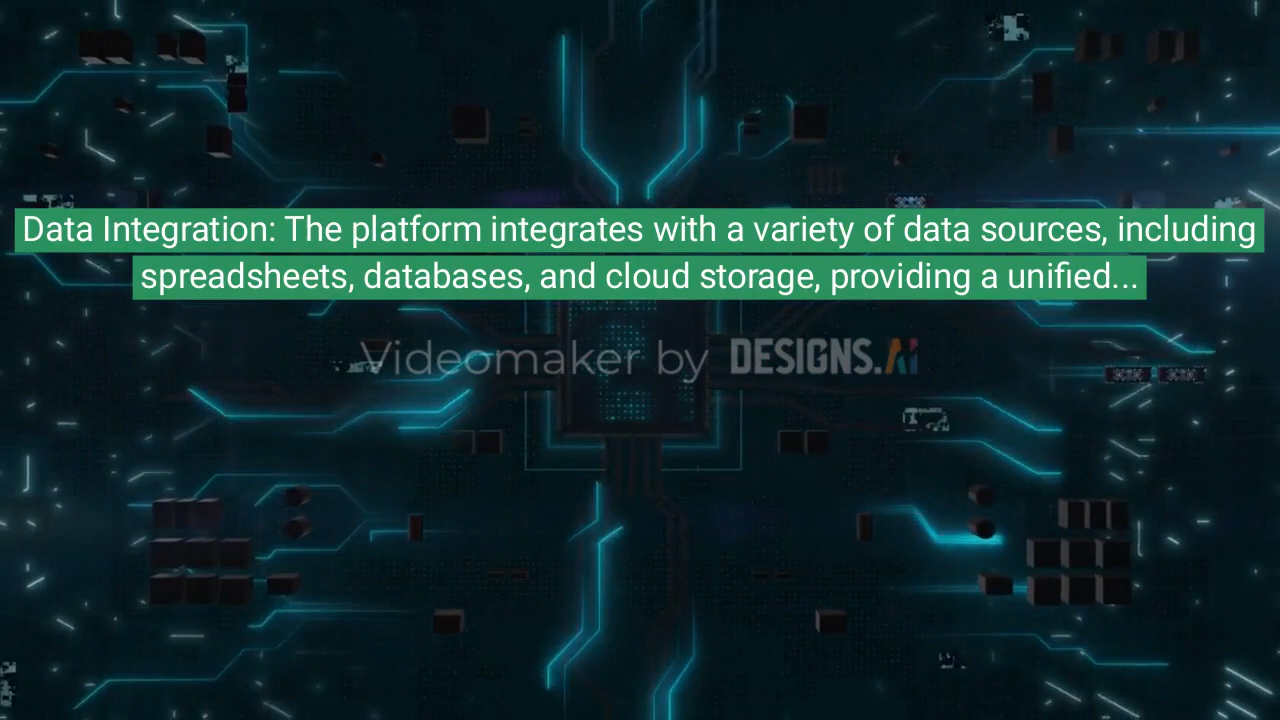 Data Integration: The platform integrates with a variety of data sources, including
spreadsheets, databases, and cloud storage, providing a unified...
Videomaker by DESIGNS.AI